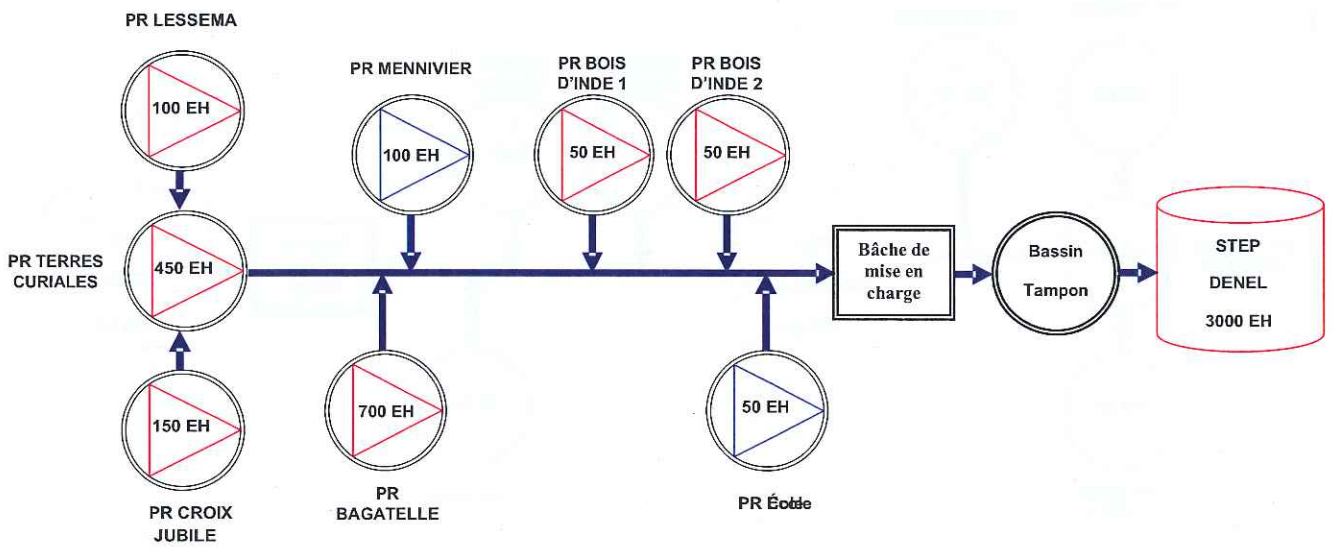 PR LESSEMA
100 EH
PR MENNIVIER
100 EH
PR BOIS
D'INDE 1
50 EH
PR BOIS
D'INDE 2
50 EH
PR TERRES
CURIALES
450 EH
Bâche de
mise en
charge
Bassin
Tampon
STEP
DENEL
3000 EH
150 EH
PR CROIX
JUBILE
700 EH
PR
BAGATELLE
50 EH
PR École